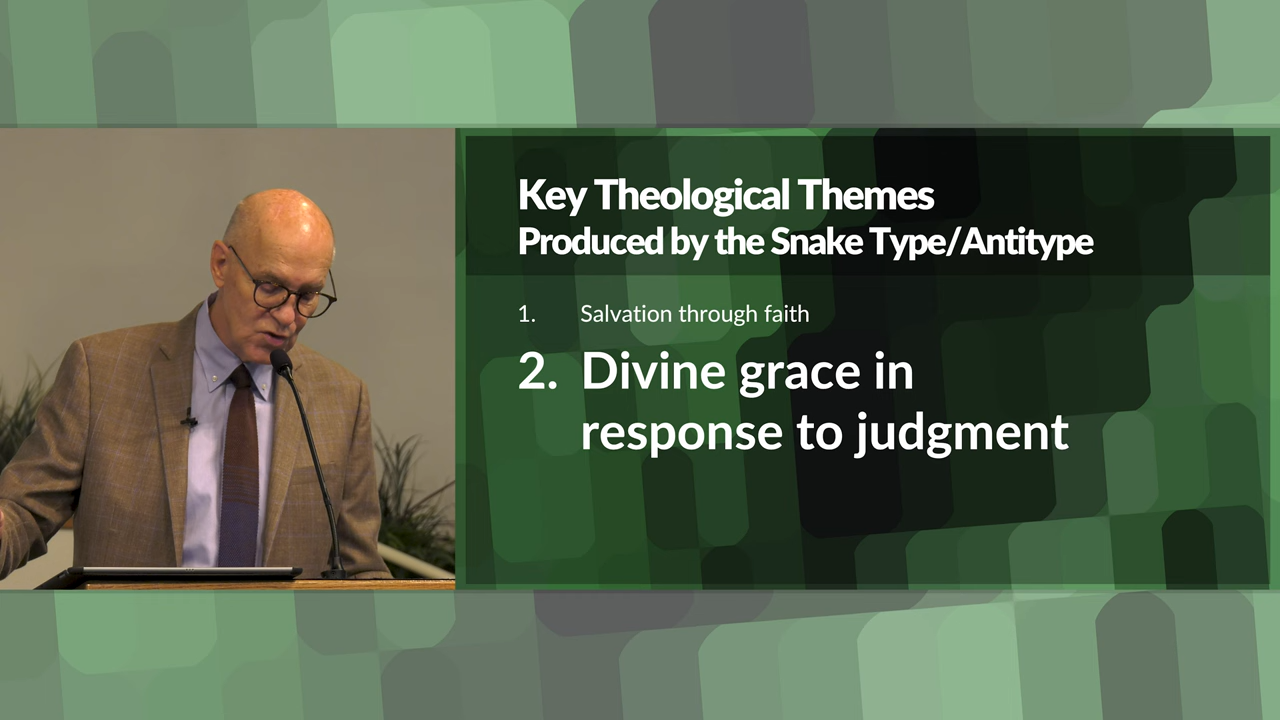 Key Theological Themes
Produced by the Snake Type/Antitype
1. Salvation through faith
2. Divine grace in
response to judgment